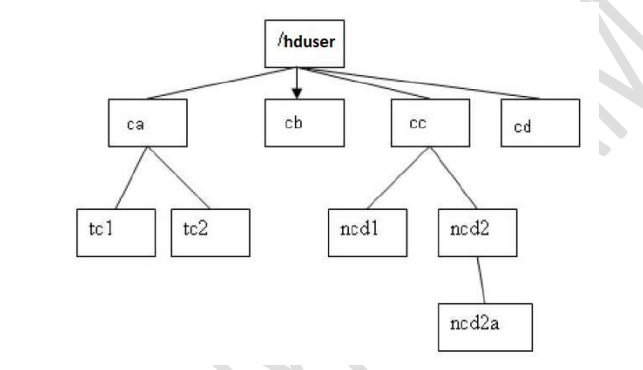 /hduser
ca
cb
cc
cd
tc1
tc2
ncd1
ncd2
ncd2a